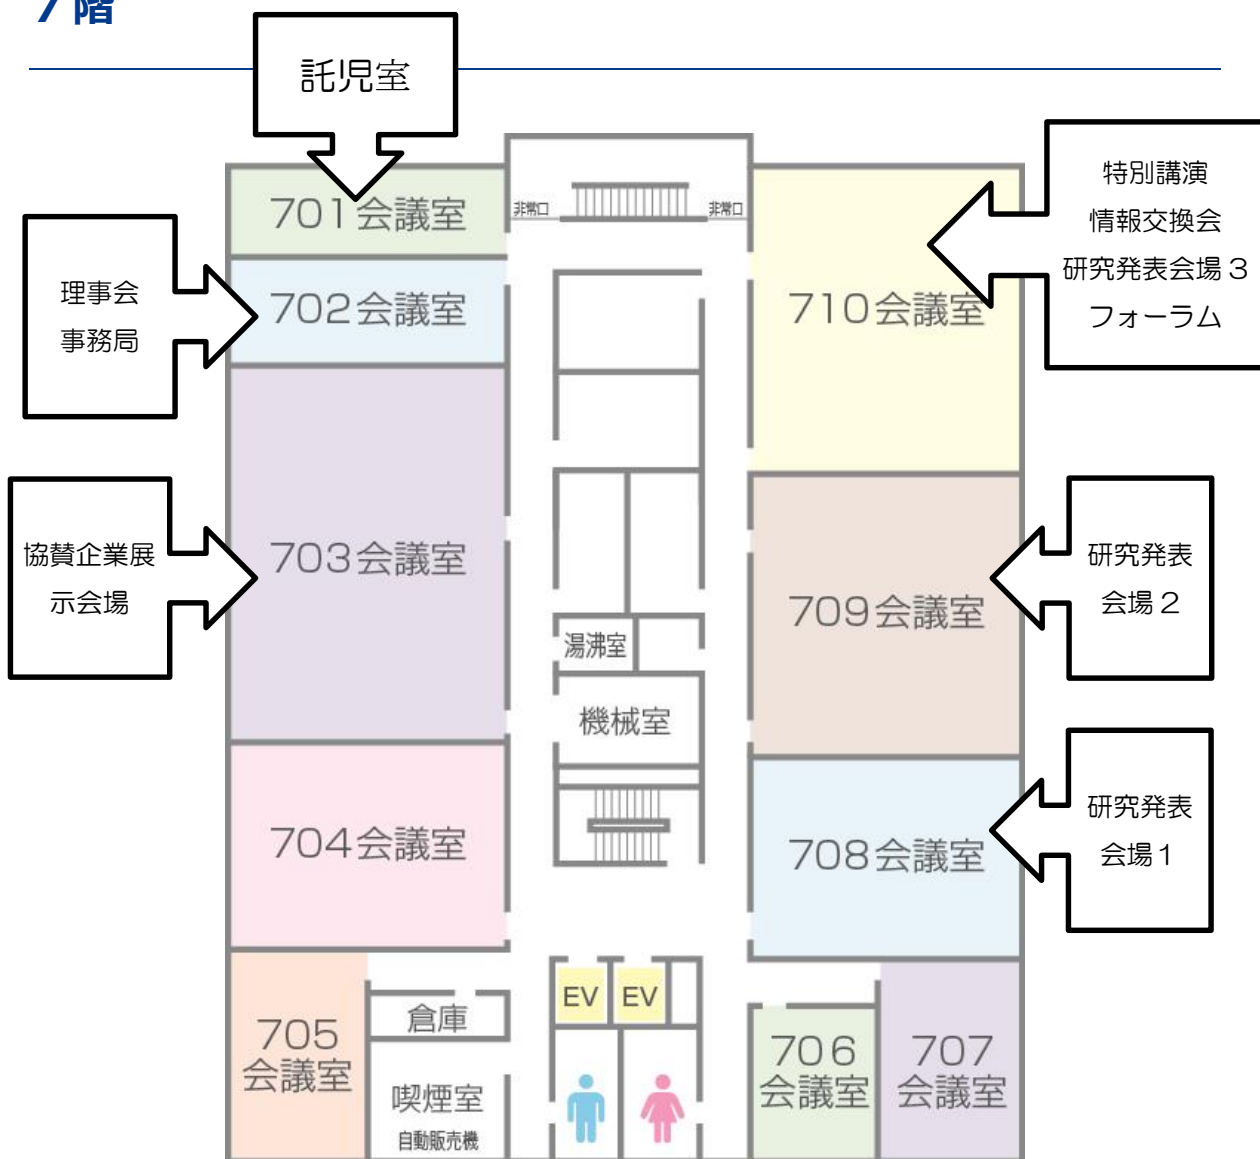 7階
託児室
特別講演
情報交換会
研究発表会場3
フォーラム
701会議室
非常口
非常口
理事会
事務局
702会議室
710会議室
協賛企業展
示会場
703会議室
709会議室
研究発表
会場2
湯沸室
機械室
704会議室
708会議室
研究発表
会場1
EV
EV
倉庫
705
会議室
706
会議室
707
会議室
喫煙室
自動販売機